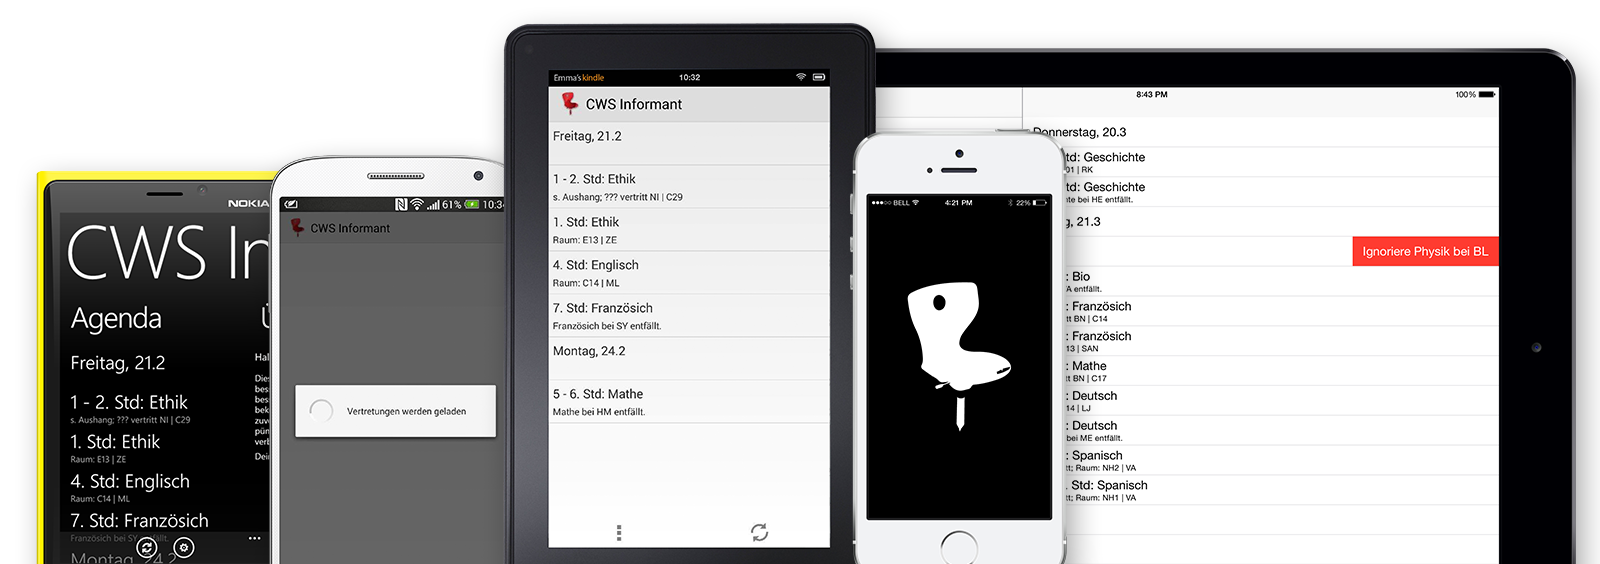 NOKIA
CWS In
Agenda
Ü
Freitag, 21.2
Hal
1 - 2. Std: Ethik
s. Aushang; ??? vertritt NI | C29
1. Std: Ethik
Raum: E13 | ZE
4. Std: Englisch
Raum: C14 | ML
7. Std: Französich
Französich bei SY entfällt.
Montag, 24.2
Dies
bes
bes
bek
zuv
pün
verl
Dei
61% 10:34
CWS Informant
Vertretungen werden geladen
Emma's kindle 10:32
CWS Informant
Freitag, 21.2
1 - 2. Std: Ethik
s. Aushang; ??? vertritt NI | C29
1. Std: Ethik
Raum: E13 | ZE
4. Std: Englisch
Raum: C14 | ML
7. Std: Französich
Französich bei SY entfällt.
Montag, 24.2
5 - 6. Std: Mathe
Mathe bei HM entfällt.
BELL 4:21 PM 22%
8:43 PM 100%
Donnerstag, 20.3
td: Geschichte
01 | RK
td: Geschichte
hte bei HE entfällt.
g, 21.3
Ignoriere Physik bei BL
: Bio
A entfällt.
: Französich
tt BN | C14
: Französich
13 | SAN
: Mathe
tt BN | C17
: Deutsch
14 | LJ
: Deutsch
bei ME entfällt.
: Spanisch
tt; Raum: NH2 | VA
. Std: Spanisch
tt; Raum: NH1 | VA